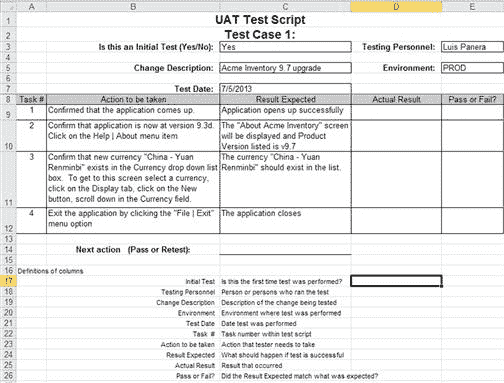 A B C D E
1 UAT Test Script
2 Test Case 1:
3 Is this an Initial Test (Yes/No): Yes Testing Personnel: Luis Panera
4
5 Change Description: Acme Inventory 9.7 upgrade Environment: PROD
6
7 Test Date: 7/5/2013
8 Task # Action to be taken Result Expected Actual Result Pass or Fail?
9 1 Confirmed that the application comes up. Application opens up successfully
2 Confirm that application is now at version 9.3d. The "About Acme Inventory" screen
Click on the Help | About menu item will be displayed and Product
10 Version listed is v9.7
3 Confirm that new currency "China - Yuan The currency "China - Yuan
Renminbi" exists in the Currency drop down list Renminbi" should exist in the list.
box. To get to this screen select a currency,
click on the Display tab, click on the New
11 button, scroll down in the Currency field.
4 Exit the application by clicking the "File | Exit" The application closes
12 menu option
13
14 Next action (Pass or Retest):
15
16 Definitions of columns
17 Initial Test Is this the first time test was performed?
18 Testing Personnel Person or persons who ran the test
19 Change Description Description of the change being tested
20 Environment Environment where test was performed
21 Test Date Date test was performed
22 Task # Task number within test script
23 Action to be taken Action that tester needs to take
24 Result Expected What should happen if test is successful
25 Actual Result Result that occurred
26 Pass or Fail? Did the Result Expected match what was expected?